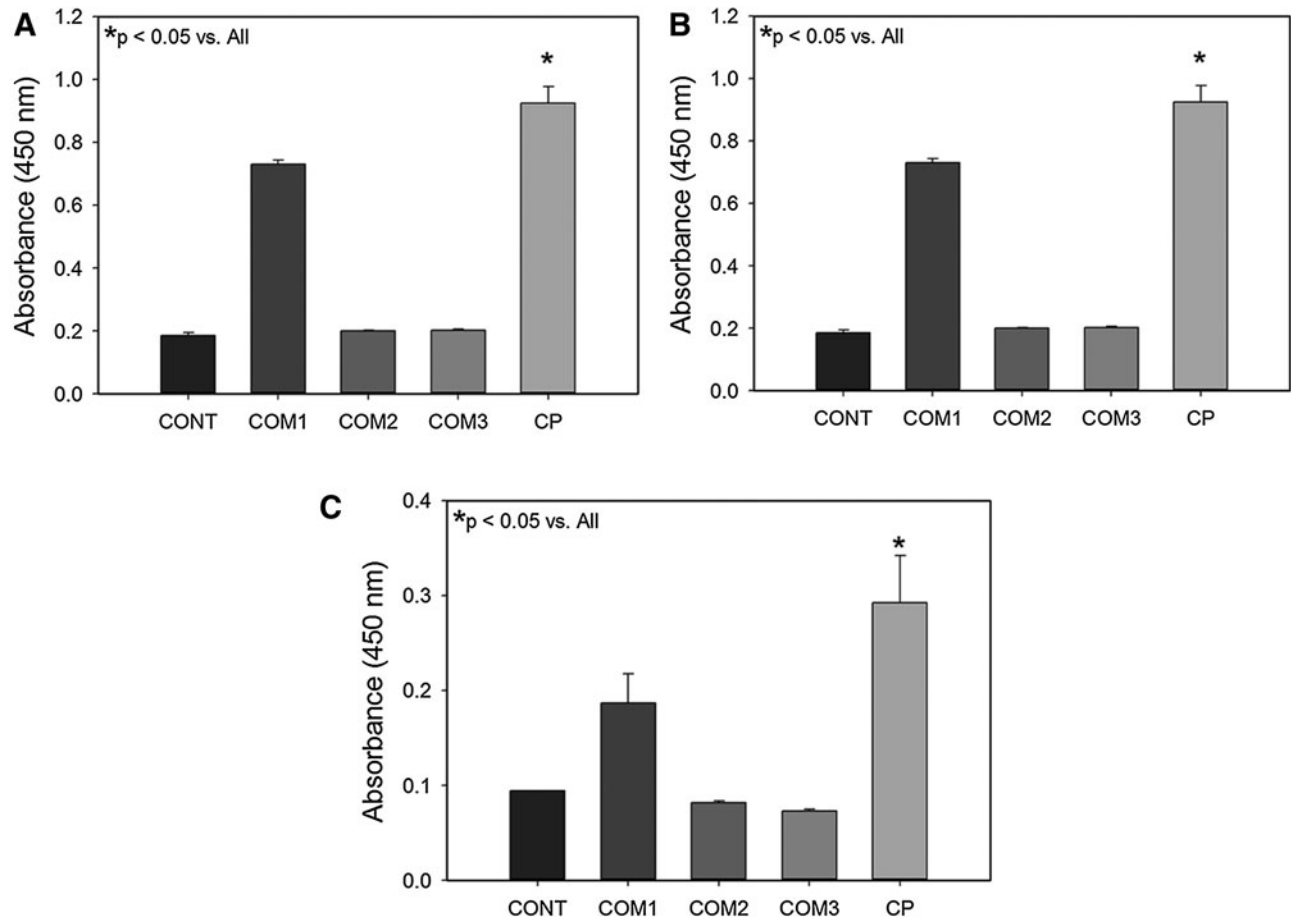 A
*p < 0.05 vs. All
*
1.2
1.0
0.8
0.6
0.4
0.2
0.0
Absorbance (450 nm)
CONT COM1 COM2 COM3 CP
B
*p < 0.05 vs. All
*
1.2
1.0
0.8
0.6
0.4
0.2
0.0
Absorbance (450 nm)
CONT COM1 COM2 COM3 CP
C
*p < 0.05 vs. All
*
0.4
0.3
0.2
0.1
0.0
Absorbance (450 nm)
CONT COM1 COM2 COM3 CP